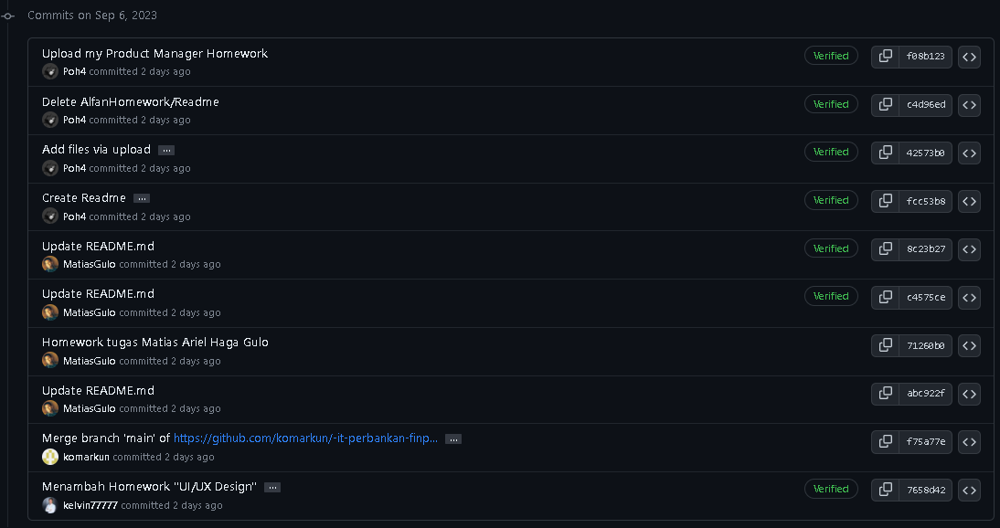 Commits on Sep 6, 2023
Upload my Product Manager Homework
Poh4 committed 2 days ago
Verified
f08b123
Delete AlfanHomework/Readme
Poh4 committed 2 days ago
Verified
c4d96ed
Add files via upload ...
Poh4 committed 2 days ago
Verified
42573b0
Create Readme ...
Poh4 committed 2 days ago
Verified
fcc53b8
Update README.md
MatiasGulo committed 2 days ago
Verified
8c23b27
Update README.md
MatiasGulo committed 2 days ago
Verified
c4575ce
Homework tugas Matias Ariel Haga Gulo
MatiasGulo committed 2 days ago
71260b0
Update README.md
MatiasGulo committed 2 days ago
abc922f
Merge branch 'main' of https://github.com/komarkun/-it-perbankan-finp... ...
komarkun committed 2 days ago
f75a77e
Menambah Homework "UI/UX Design" ...
kelvin77777 committed 2 days ago
Verified
7658d42